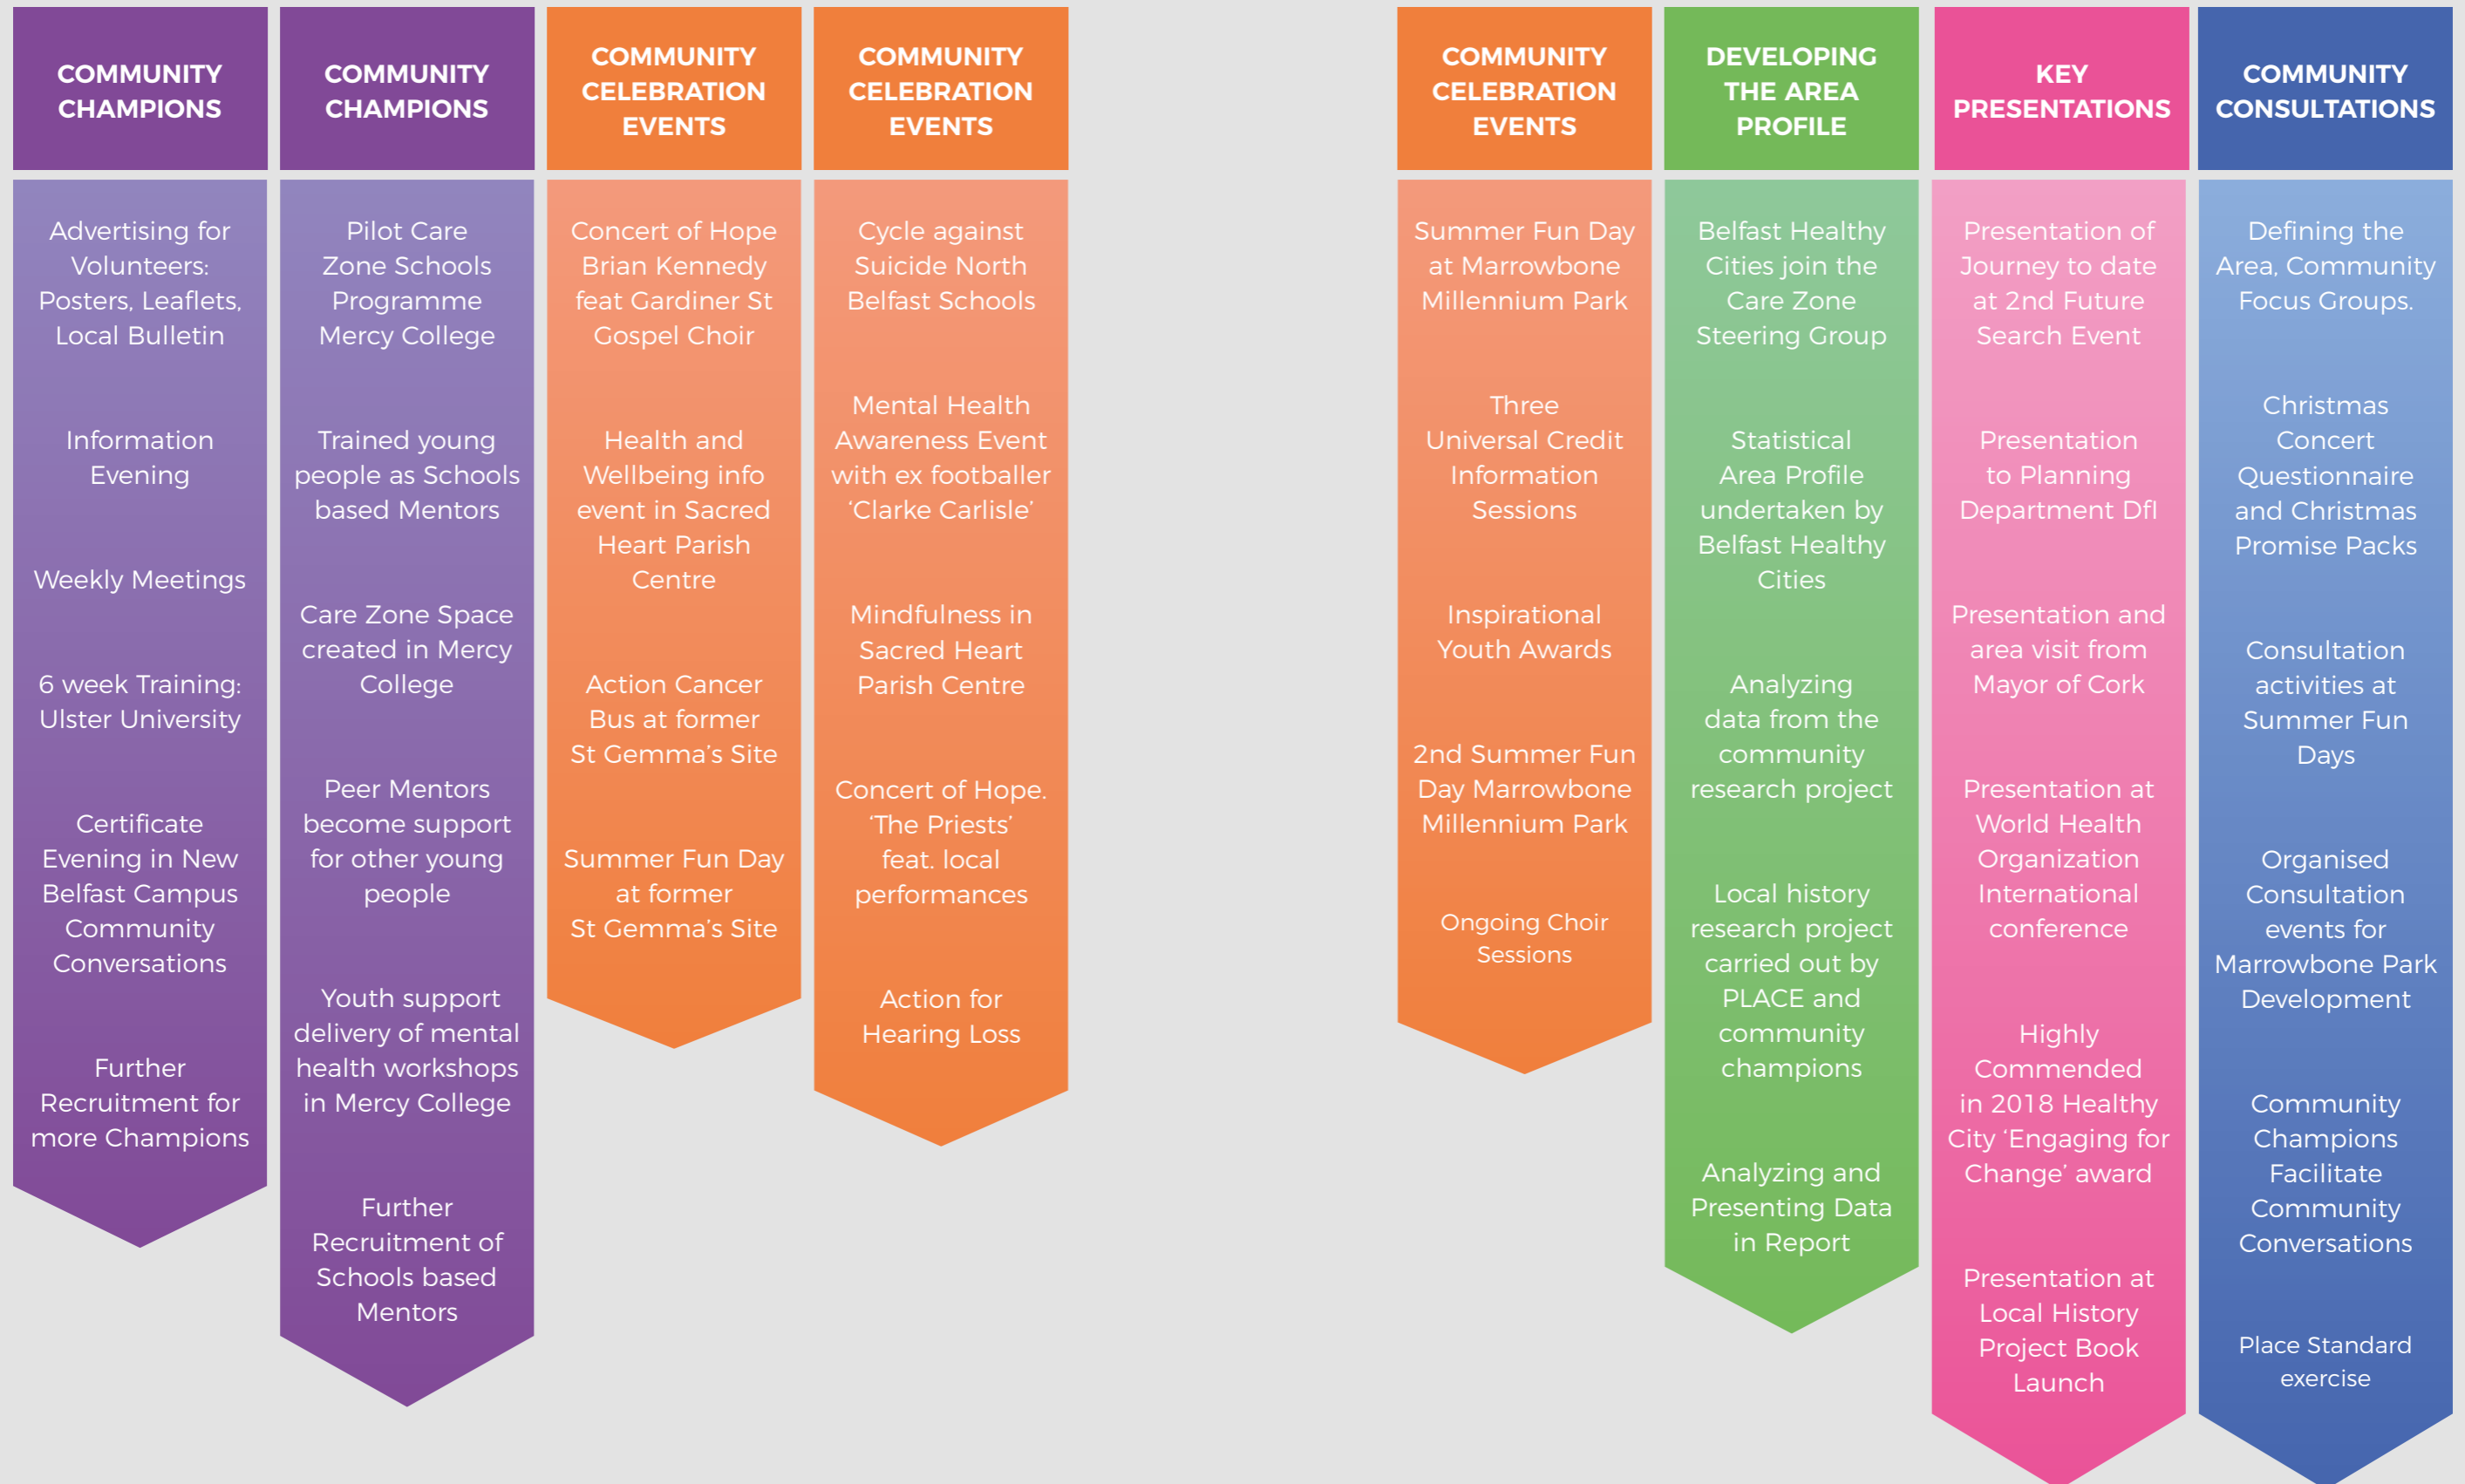 COMMUNITY
CHAMPIONS
Advertising for
Volunteers:
Posters, Leaflets,
Local Bulletin
Information
Evening
Weekly Meetings
6 week Training:
Ulster University
Certificate
Evening in New
Belfast Campus
Community
Conversations
Further
Recruitment for
more Champions
COMMUNITY
CHAMPIONS
Pilot Care
Zone Schools
Programme
Mercy College
Trained young
people as Schools
based Mentors
Care Zone Space
created in Mercy
College
Peer Mentors
become support
for other young
people
Youth support
delivery of mental
health workshops
in Mercy College
Further
Recruitment of
Schools based
Mentors
COMMUNITY
CELEBRATION
EVENTS
Concert of Hope
Brian Kennedy
feat Gardiner St
Gospel Choir
Health and
Wellbeing info
event in Sacred
Heart Parish
Centre
Action Cancer
Bus at former
St Gemma's Site
Summer Fun Day
at former
St Gemma's Site
COMMUNITY
CELEBRATION
EVENTS
Cycle against
Suicide North
Belfast Schools
Mental Health
Awareness Event
with ex footballer
‘Clarke Carlisle’
Mindfulness in
Sacred Heart
Parish Centre
Concert of Hope.
‘The Priests’
feat. local
performances
Action for
Hearing Loss
COMMUNITY
CELEBRATION
EVENTS
Summer Fun Day
at Marrowbone
Millennium Park
Three
Universal Credit
Information
Sessions
Inspirational
Youth Awards
2nd Summer Fun
Day Marrowbone
Millennium Park
Ongoing Choir
Sessions
DEVELOPING
THE AREA
PROFILE
Belfast Healthy
Cities join the
Care Zone
Steering Group
Statistical
Area Profile
undertaken by
Belfast Healthy
Cities
Analyzing
data from the
community
research project
Local history
research project
carried out by
PLACE and
community
champions
Analyzing and
Presenting Data
in Report
KEY
PRESENTATIONS
Presentation of
Journey to date
at 2nd Future
Search Event
Presentation
to Planning
Department DfI
Presentation and
area visit from
Mayor of Cork
Presentation at
World Health
Organization
International
conference
Highly
Commended
in 2018 Healthy
City ‘Engaging for
Change’ award
Presentation at
Local History
Project Book
Launch
COMMUNITY
CONSULTATIONS
Defining the
Area, Community
Focus Groups.
Christmas
Concert
Questionnaire
and Christmas
Promise Packs
Consultation
activities at
Summer Fun
Days
Organised
Consultation
events for
Marrowbone Park
Development
Community
Champions
Facilitate
Community
Conversations
Place Standard
exercise